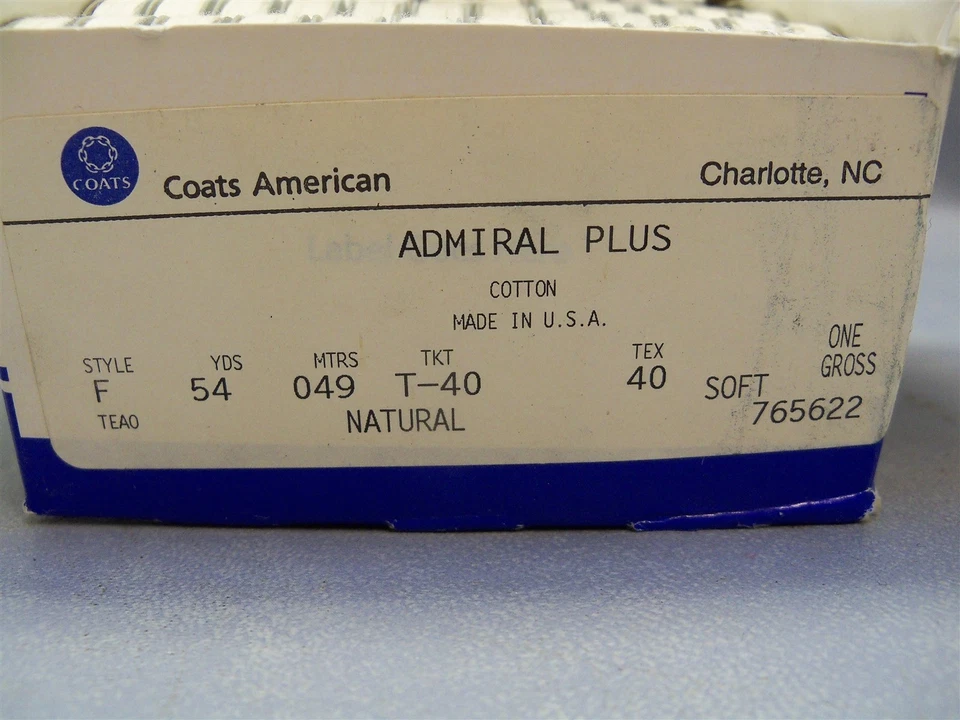 COATS
Coats American
Charlotte, NC
ADMIRAL PLUS
COTTON
MADE IN U.S.A.
ONE
GROSS
STYLE YDS MTRS TKT TEX
F 54 049 T-40 40 SOFT
TEAO NATURAL 765622